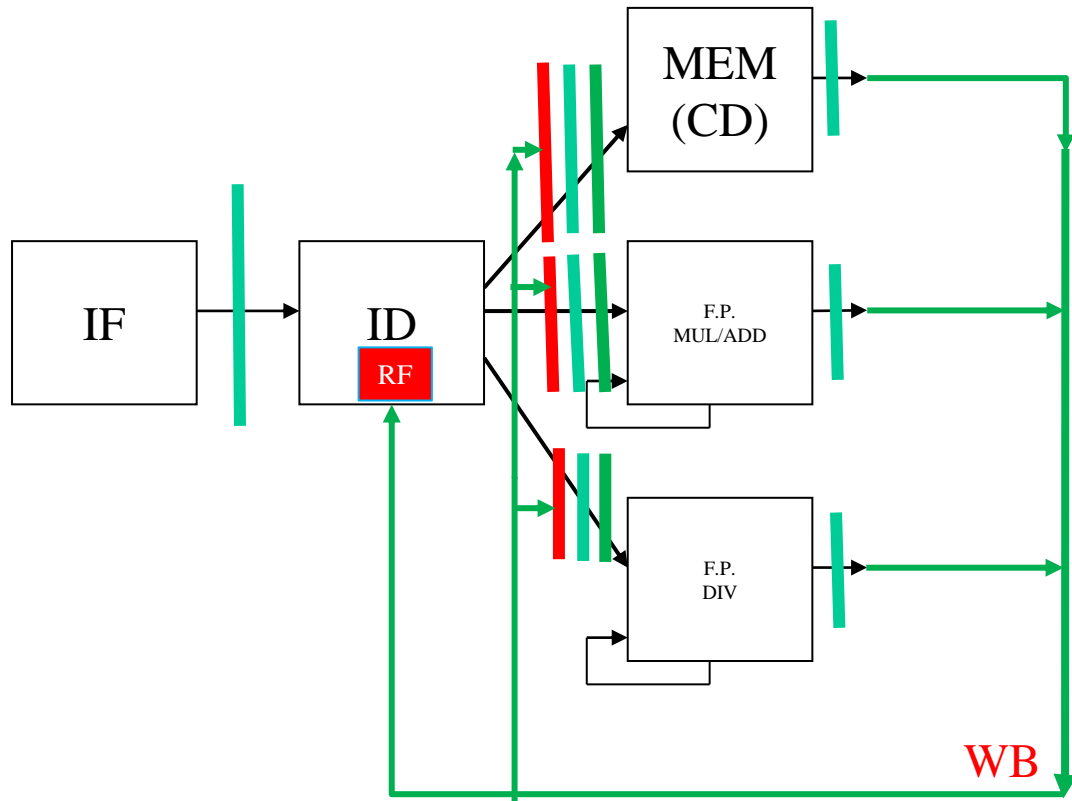 MEM
(CD)
IF
ID
RF
F.P.
MUL/ADD
F.P.
DIV
WB